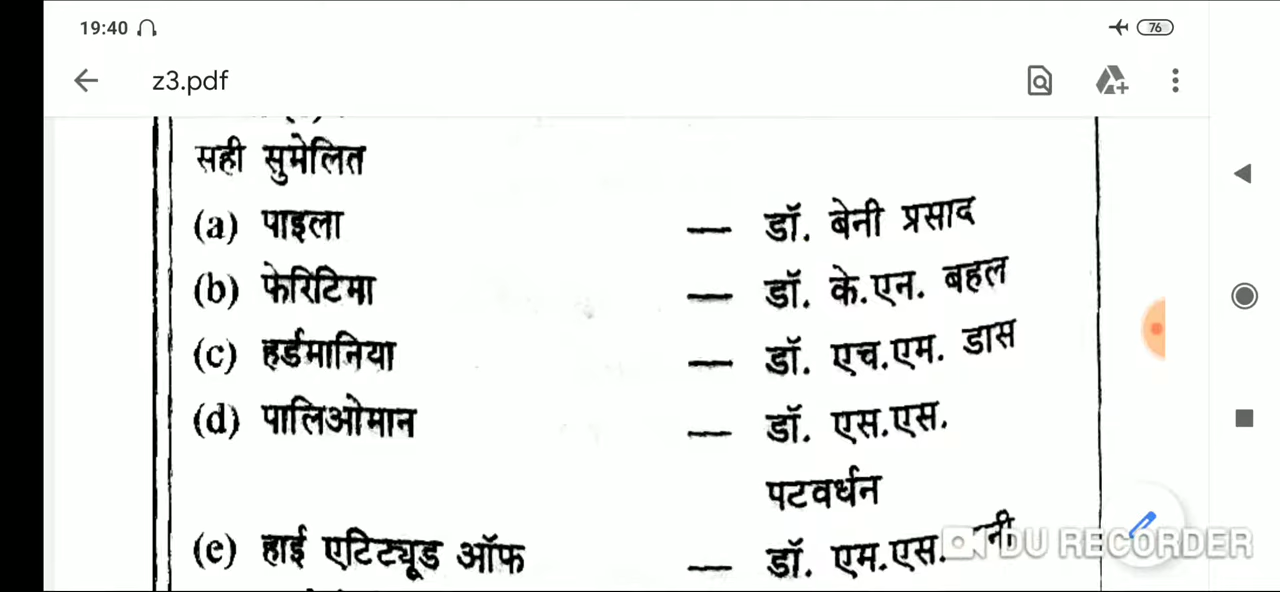 19:40
76
z3.pdf
सही सुमेलित
(a) पाइला — डॉ. बेनी प्रसाद
(b) फेरिटिमा — डॉ. के.एन. बहल
(c) हर्डमानिया — डॉ. एच.एम. डास
(d) पालिओमान — डॉ. एस.एस.
पटवर्धन
(e) हाई एटिट्यूड ऑफ — डॉ. एम.एस.
DU RECORDER